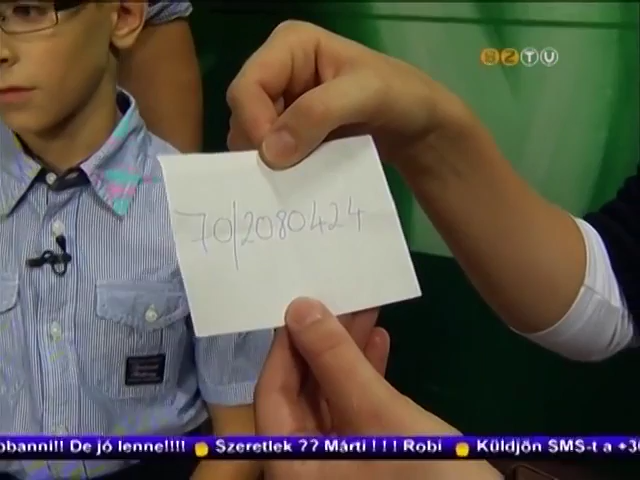 SZTV
70/2080424
obanni!! De jó lenne!!!! Szeretlek ?? Márti ! ! ! Robi Küldjön SMS-t a +36